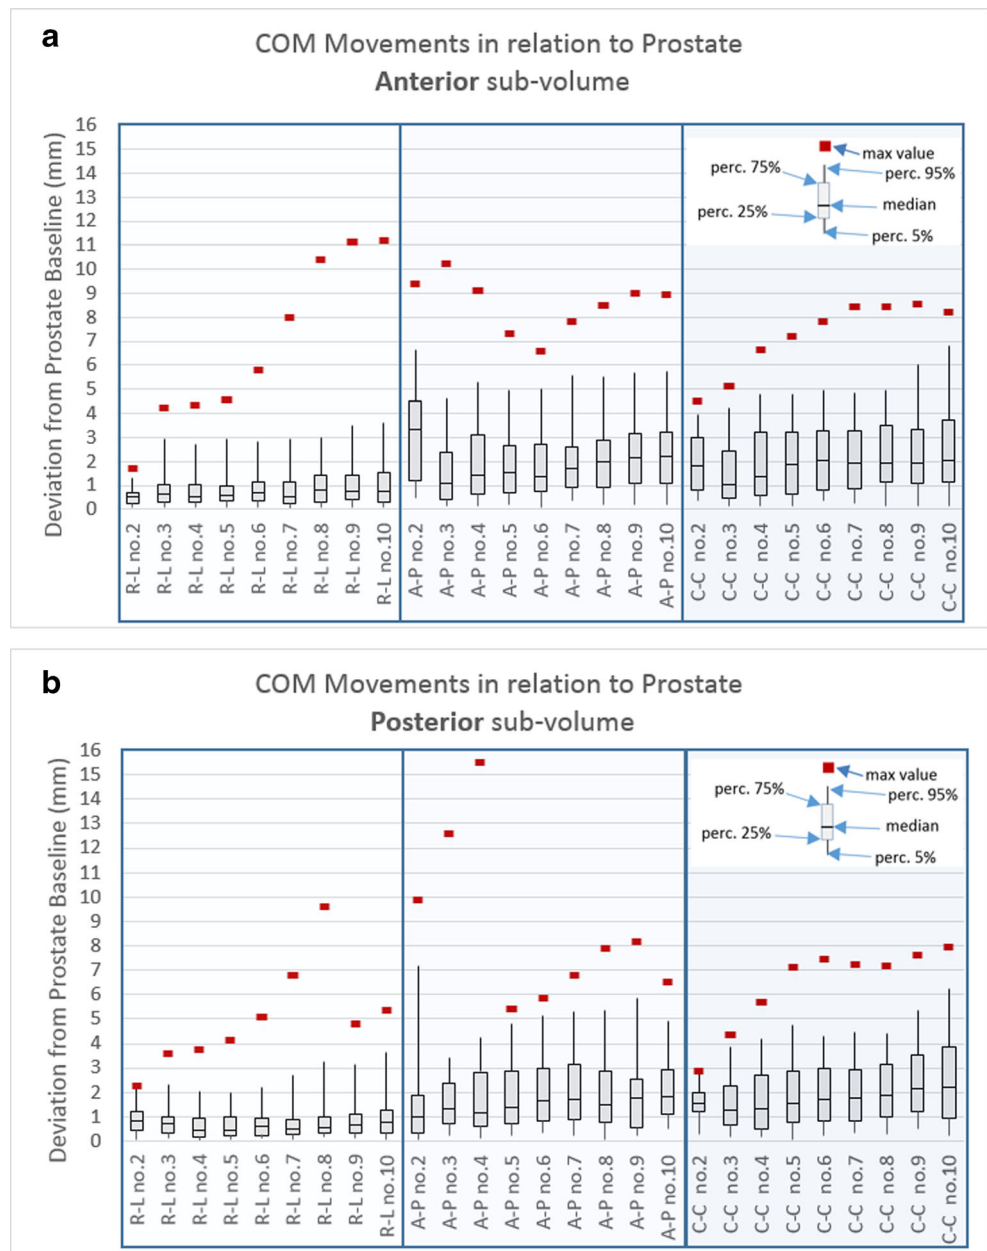 a
COM Movements in relation to Prostate
Anterior sub-volume
Deviation from Prostate Baseline (mm)
16
15
14
13
12
11
10
9
8
7
6
5
4
3
2
1
0
max value
perc. 75%
perc. 95%
median
perc. 25%
perc. 5%
R-L no.2
R-L no.3
R-L no.4
R-L no.5
R-L no.6
R-L no.7
R-L no.8
R-L no.9
R-L no.10
A-P no.2
A-P no.3
A-P no.4
A-P no.5
A-P no.6
A-P no.7
A-P no.8
A-P no.9
A-P no.10
C-C no.2
C-C no.3
C-C no.4
C-C no.5
C-C no.6
C-C no.7
C-C no.8
C-C no.9
C-C no.10
b
COM Movements in relation to Prostate
Posterior sub-volume
Deviation from Prostate Baseline (mm)
16
15
14
13
12
11
10
9
8
7
6
5
4
3
2
1
0
max value
perc. 75%
perc. 95%
median
perc. 25%
perc. 5%
R-L no.2
R-L no.3
R-L no.4
R-L no.5
R-L no.6
R-L no.7
R-L no.8
R-L no.9
R-L no.10
A-P no.2
A-P no.3
A-P no.4
A-P no.5
A-P no.6
A-P no.7
A-P no.8
A-P no.9
A-P no.10
C-C no.2
C-C no.3
C-C no.4
C-C no.5
C-C no.6
C-C no.7
C-C no.8
C-C no.9
C-C no.10